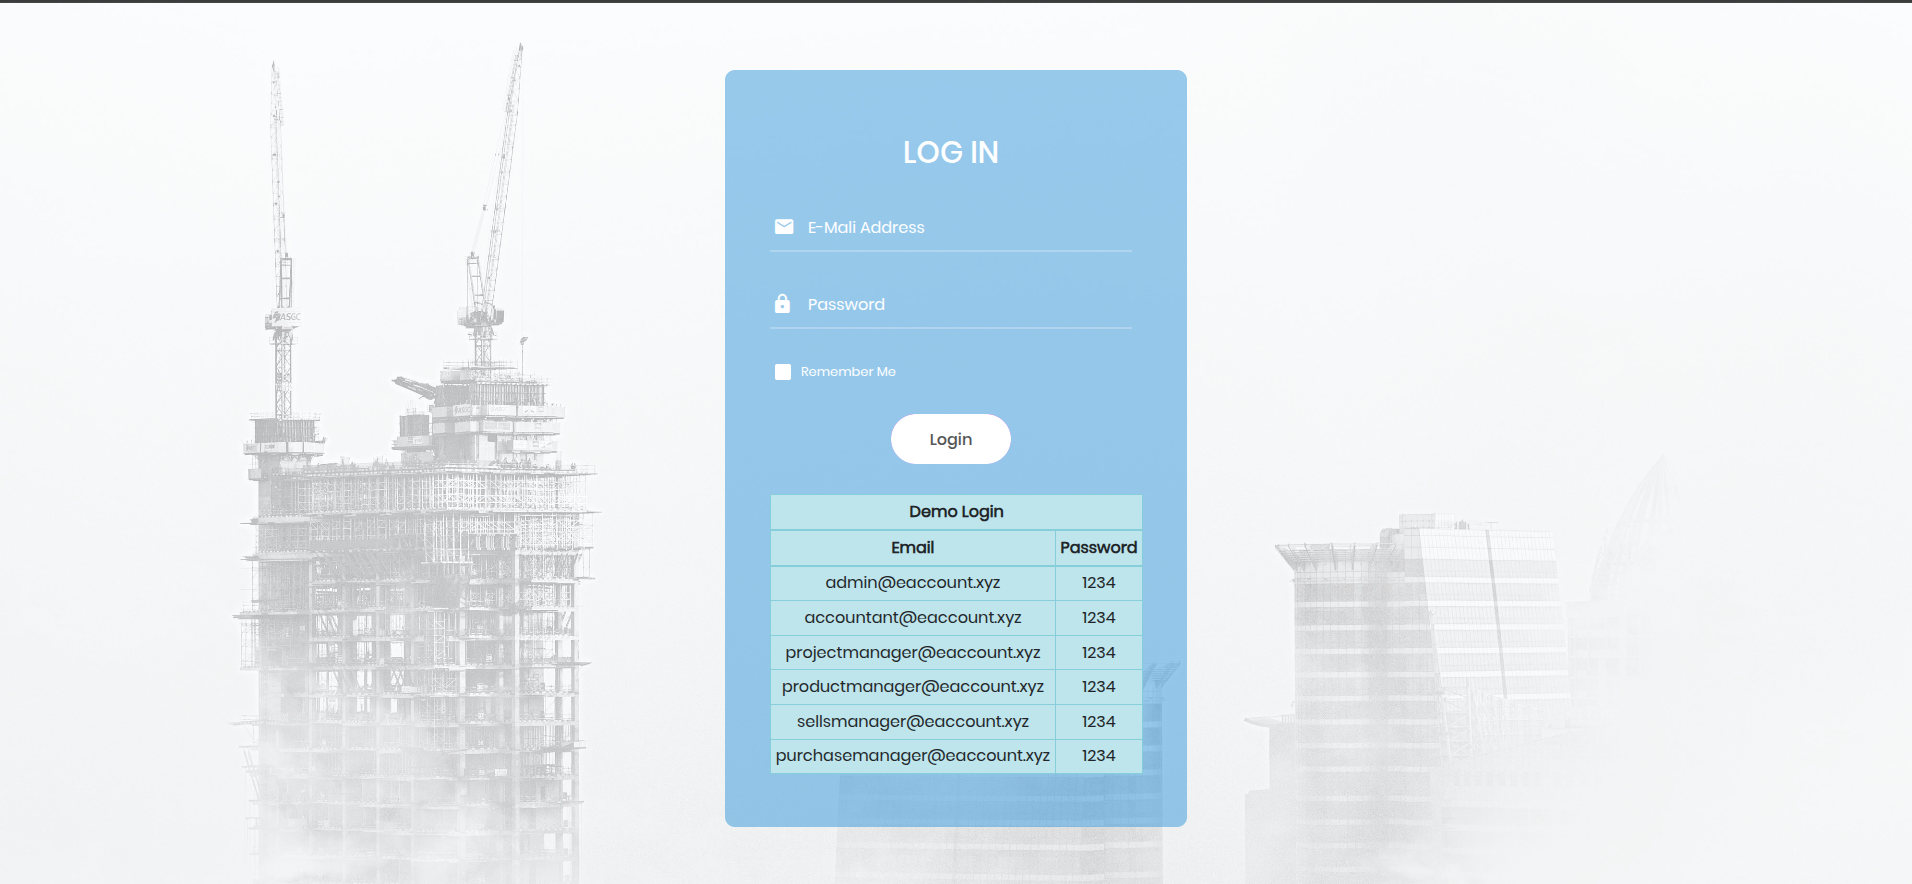 LOG IN
E-Mali Address
Password
Remember Me
Login
Demo Login
Email Password
admin@eaccount.xyz 1234
accountant@eaccount.xyz 1234
projectmanager@eaccount.xyz 1234
productmanager@eaccount.xyz 1234
sellsmanager@eaccount.xyz 1234
purchasemanager@eaccount.xyz 1234